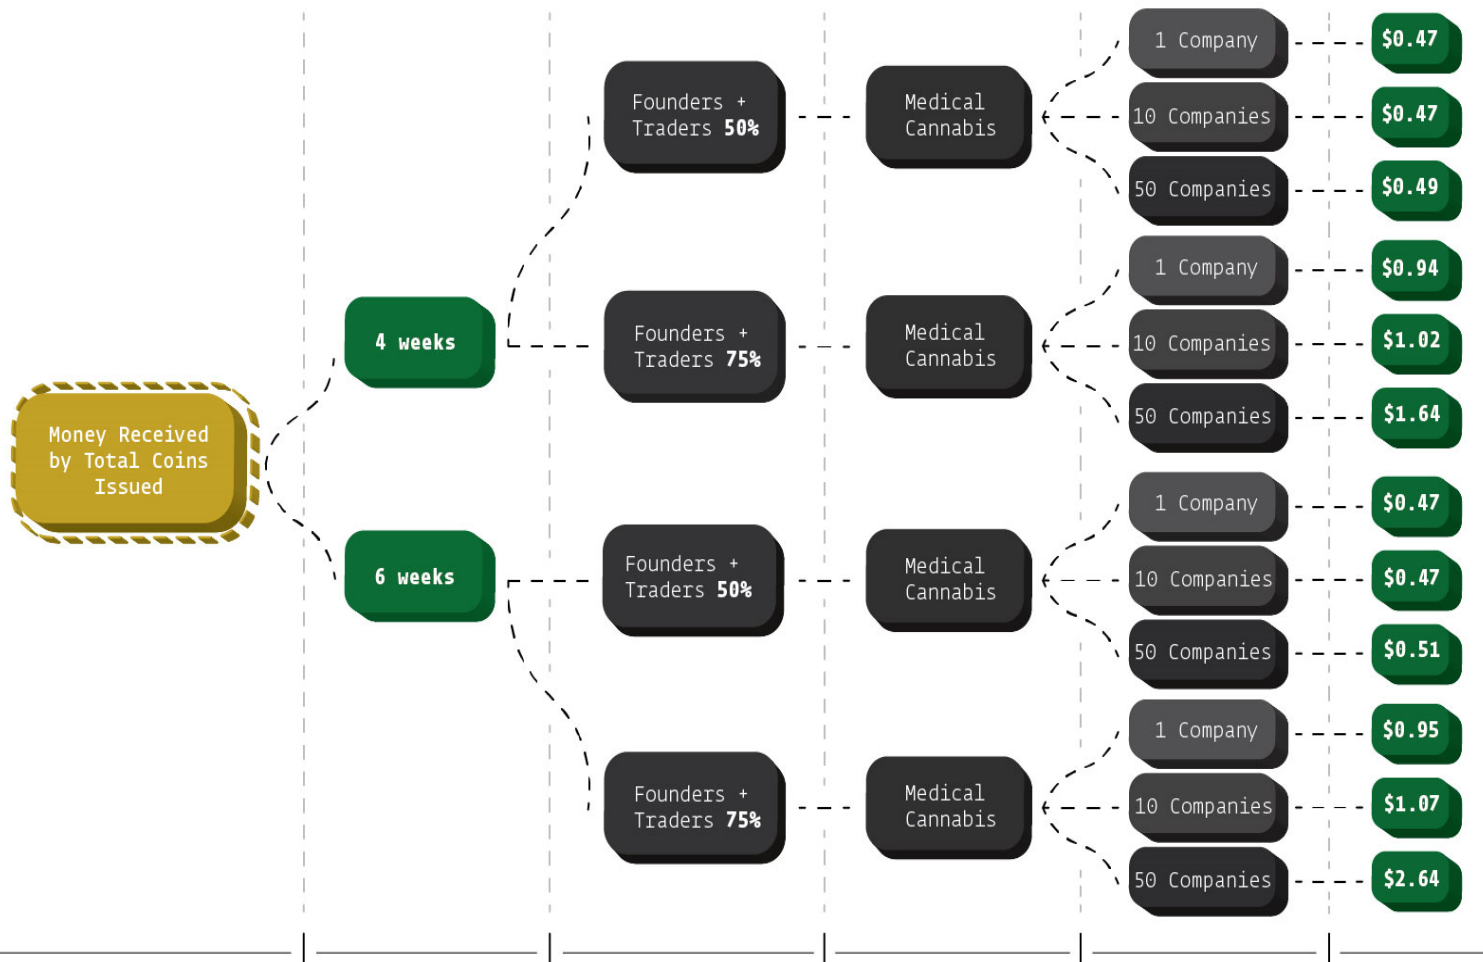 Money Received
by Total Coins
Issued
4 weeks
Founders +
Traders 50%
Medical
Cannabis
1 Company
$0.47
10 Companies
$0.47
50 Companies
$0.49
Founders +
Traders 75%
Medical
Cannabis
1 Company
$0.94
10 Companies
$1.02
50 Companies
$1.64
6 weeks
Founders +
Traders 50%
Medical
Cannabis
1 Company
$0.47
10 Companies
$0.47
50 Companies
$0.51
Founders +
Traders 75%
Medical
Cannabis
1 Company
$0.95
10 Companies
$1.07
50 Companies
$2.64